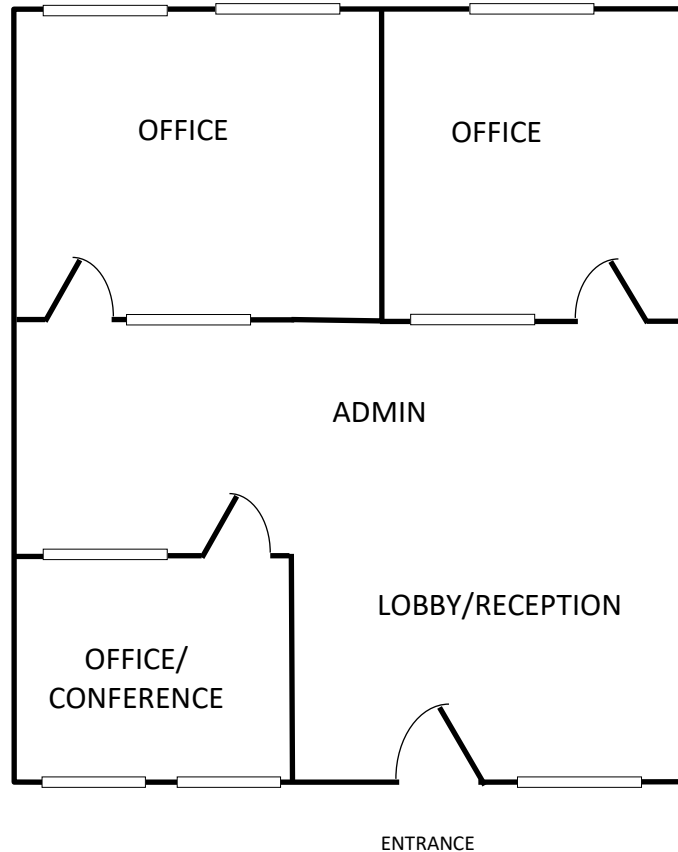 OFFICE
OFFICE
ADMIN
LOBBY/RECEPTION
OFFICE/
CONFERENCE
ENTRANCE